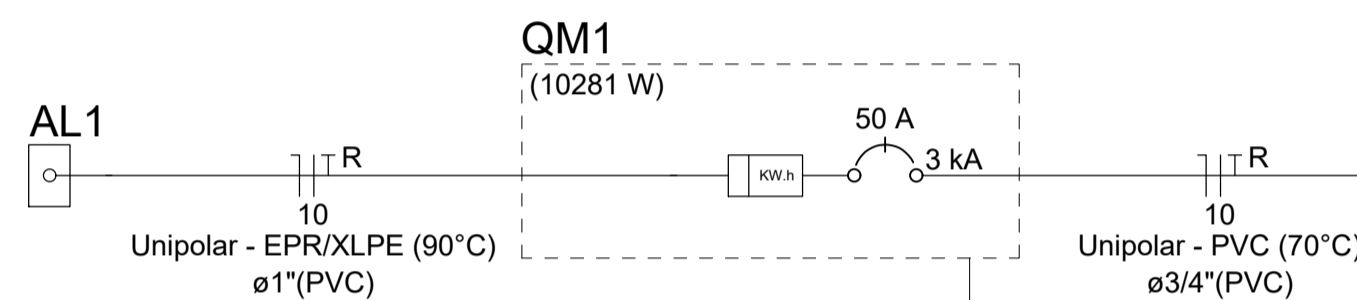 QM1
(10281 W)
AL1
50 A
R
KW.h
3 kA
R
10
10
Unipolar - EPR/XLPE (90°C)
Unipolar - PVC (70°C)
ø1"(PVC)
ø3/4"(PVC)